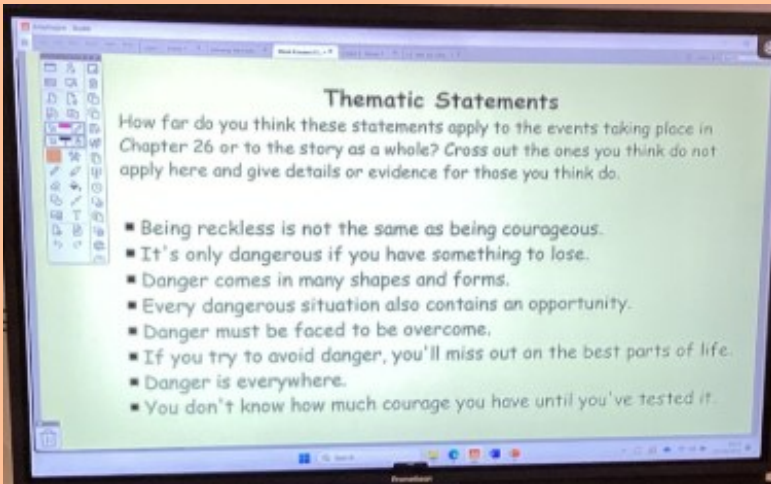 Thematic Statements
How far do you think these statements apply to the events taking place in
Chapter 26 or to the story as a whole? Cross out the ones you think do not
apply here and give details or evidence for those you think do.
▪ Being reckless is not the same as being courageous.
▪ It's only dangerous if you have something to lose.
▪ Danger comes in many shapes and forms.
▪ Every dangerous situation also contains an opportunity.
▪ Danger must be faced to be overcome.
▪ If you try to avoid danger, you'll miss out on the best parts of life.
▪ Danger is everywhere.
▪ You don't know how much courage you have until you've tested it.
Search
Promethean